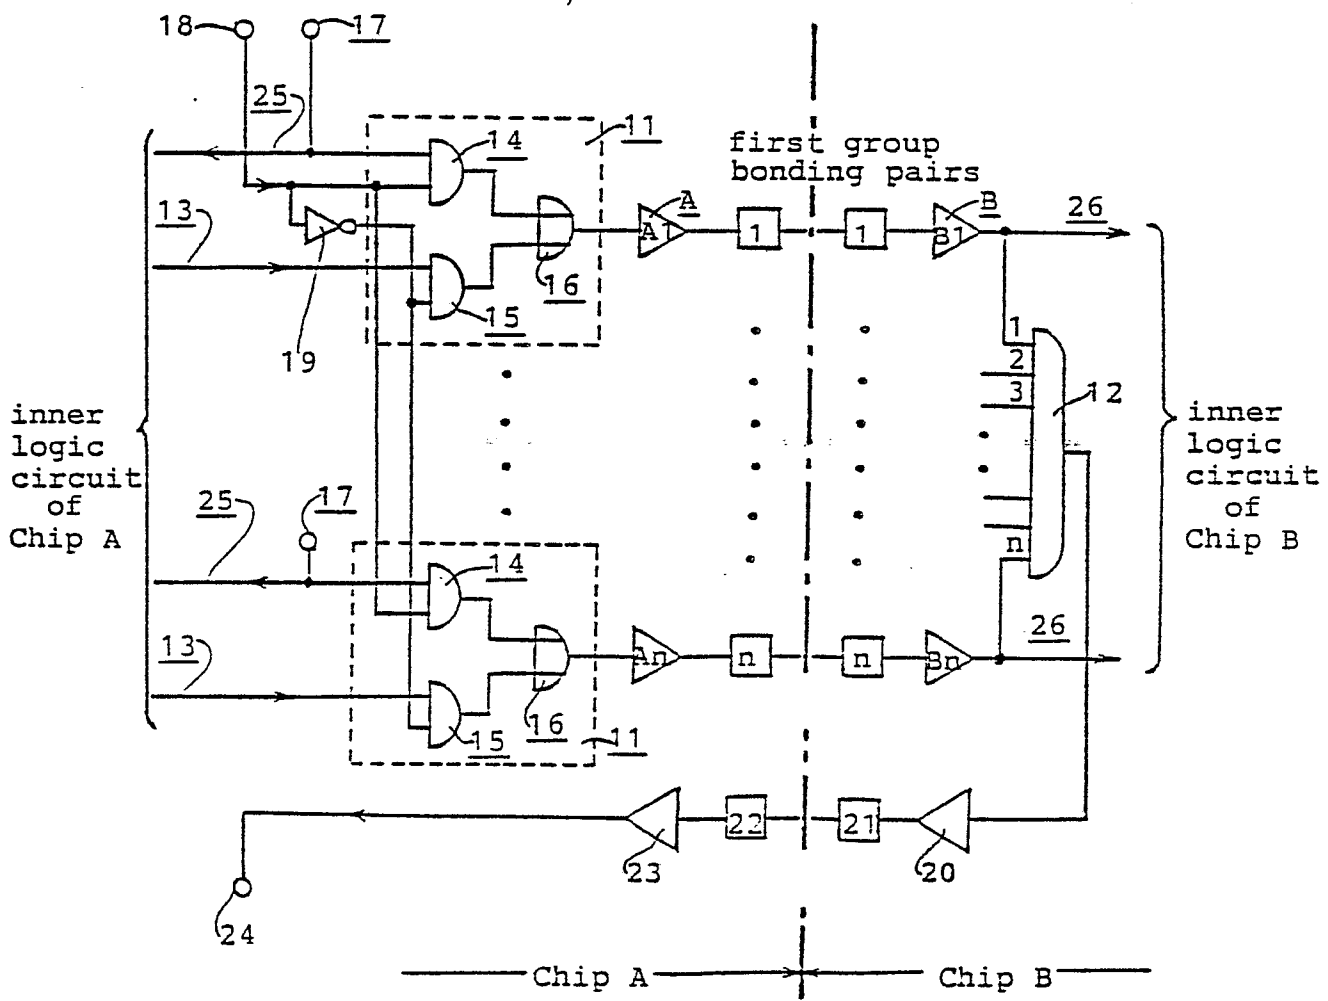 18
17
25
14
11
first group
bonding pairs
13
A
A1
1
1
B
B1
26
19
15
16
1
2
3
12
inner
logic
circuit
of
Chip A
inner
logic
circuit
of
Chip B
25
17
14
n
13
An
n
n
Bn
26
15
16
11
22
21
23
20
24
Chip A
Chip B